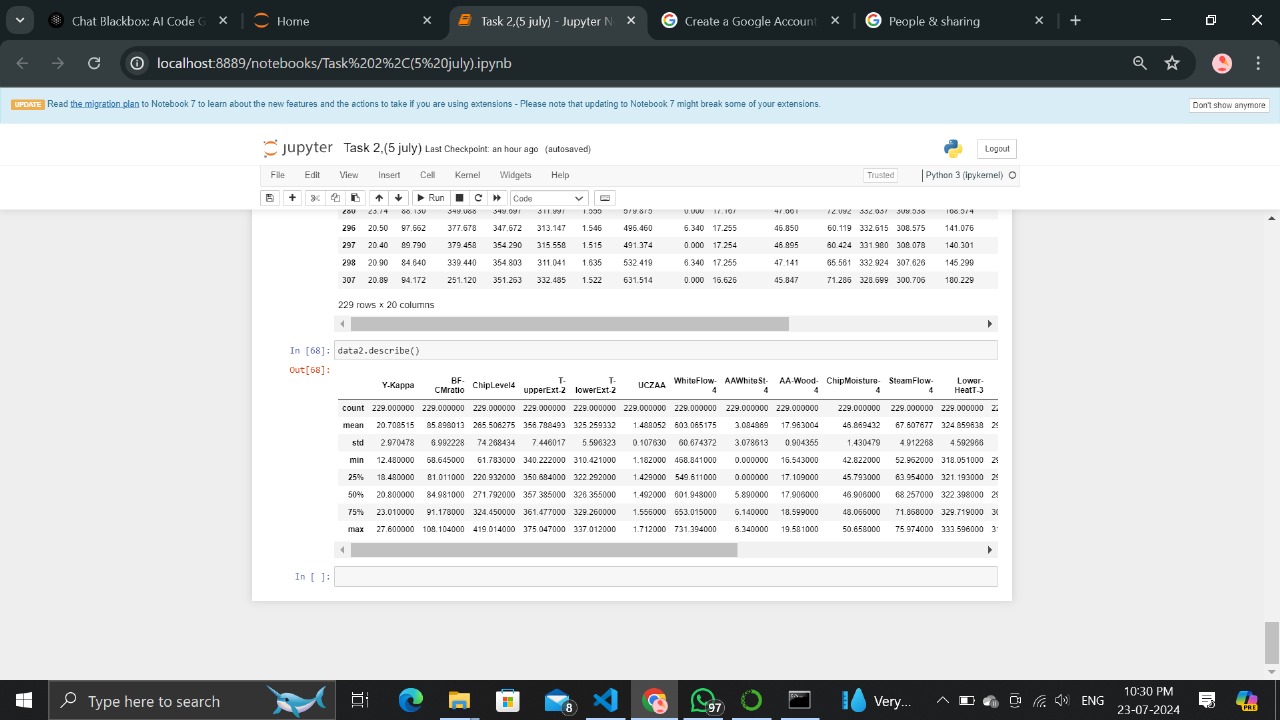 Chat Blackbox: AI Code G
Home
Task 2,(5 july) - Jupyter N
Create a Google Account
People & sharing
localhost:8889/notebooks/Task%202%2C(5%20july).ipynb
UPDATE Read the migration plan to Notebook 7 to learn about the new features and the actions to take if you are using extensions - Please note that updating to Notebook 7 might break some of your extensions.
Don't show anymore
jupyter Task 2,(5 july) Last Checkpoint: an hour ago (autosaved)
Logout
File Edit View Insert Cell Kernel Widgets Help
Trusted Python 3 (ipykernel)
Run Code
280 23.74 88.130 349.088 349.697 311.997 1.556 579.875 0.000 17.167 47.661 72.092 332.637 309.538 168.574
296 20.50 97.662 377.678 347.672 313.147 1.546 496.460 6.340 17.255 46.850 60.119 332.615 308.575 141.076
297 20.40 89.790 379.458 354.290 315.558 1.515 491.374 0.000 17.254 46.895 60.424 331.980 308.078 140.301
298 20.90 84.640 339.440 354.803 311.041 1.635 532.419 6.340 17.255 47.141 65.561 332.924 307.626 145.299
307 20.89 94.172 251.120 351.263 332.485 1.522 631.514 0.000 16.626 45.847 71.286 328.699 300.706 180.229
229 rows × 20 columns
In [68]: data2.describe()
Out[68]:
Y-Kappa BF-CMratio ChipLevel4 T-upperExt-2 T-lowerExt-2 UCZAA WhiteFlow-4 AAWhiteSt-4 AA-Wood-4 ChipMoisture-4 SteamFlow-4 Lower-HeatT-3
count 229.000000 229.000000 229.000000 229.000000 229.000000 229.000000 229.000000 229.000000 229.000000 229.000000 229.000000 229.000000 22
mean 20.708515 85.898013 265.506275 356.788493 325.259332 1.488052 603.065175 3.084869 17.963004 46.869432 67.607677 324.859638 29
std 2.970478 6.992228 74.268434 7.446017 5.596323 0.107630 60.674372 3.078613 0.904355 1.430479 4.912268 4.592966
min 12.480000 68.645000 61.783000 340.222000 310.421000 1.182000 468.841000 0.000000 16.543000 42.822000 52.962000 318.051000 29
25% 18.480000 81.011000 220.932000 350.684000 322.292000 1.429000 549.611000 0.000000 17.109000 45.793000 63.954000 321.193000 29
50% 20.800000 84.981000 271.792000 357.385000 326.355000 1.492000 601.948000 5.890000 17.906000 46.906000 68.257000 322.398000 29
75% 23.010000 91.178000 324.450000 361.477000 329.260000 1.556000 653.015000 6.140000 18.599000 48.066000 71.868000 329.719000 30
max 27.600000 108.104000 419.014000 375.047000 337.012000 1.712000 731.394000 6.340000 19.581000 50.658000 75.974000 333.596000 31
In [ ]:
Type here to search
8
97
Very...
ENG
10:30 PM
23-07-2024
PRE